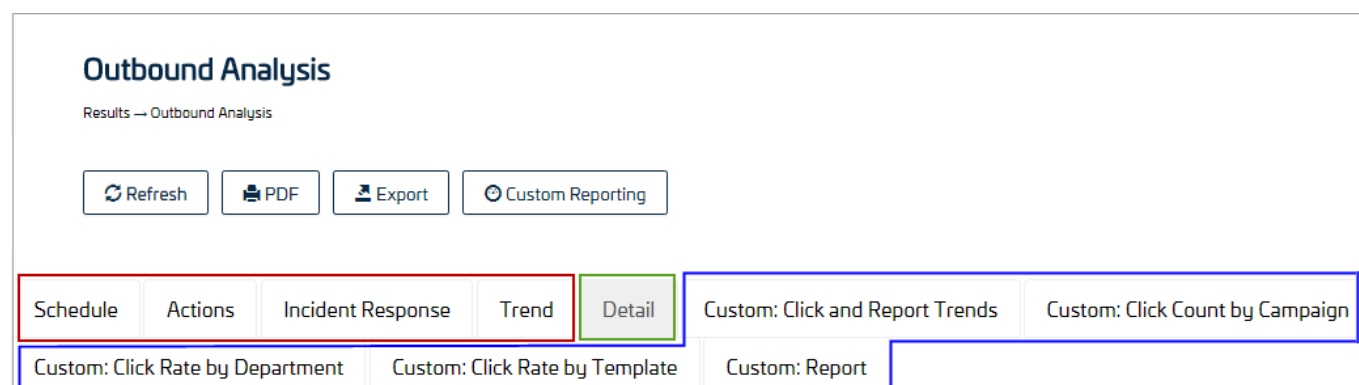 Outbound Analysis
Results → Outbound Analysis
Refresh PDF Export Custom Reporting
Schedule Actions Incident Response Trend Detail Custom: Click and Report Trends Custom: Click Count by Campaign
Custom: Click Rate by Department Custom: Click Rate by Template Custom: Report